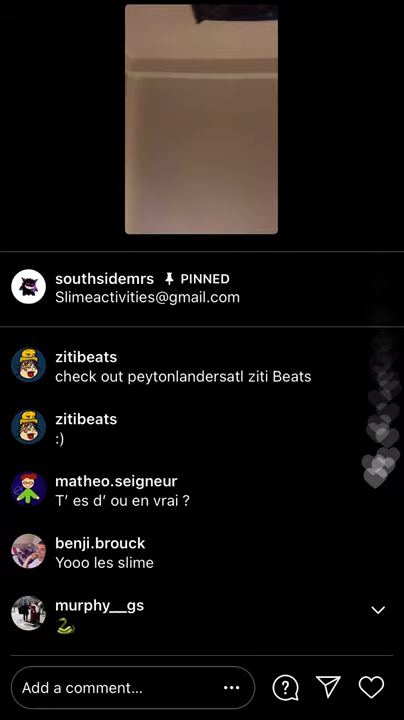 southsidemrs PINNED
Slimeactivities@gmail.com
zitibeats
check out peytonlandersatl ziti Beats
zitibeats
:)
matheo.seigneur
T’ es d’ ou en vrai ?
benji.brouck
Yooo les slime
murphy__gs
🐍
Add a comment...